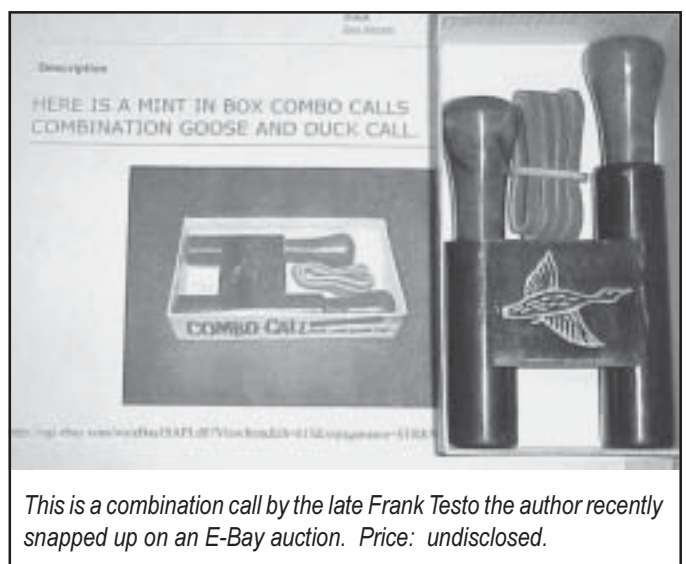 Description
HERE IS A MINT IN BOX COMBO CALLS
COMBINATION GOOSE AND DUCK CALL.
COMBO CALL
This is a combination call by the late Frank Testo the author recently
snapped up on an E-Bay auction. Price: undisclosed.